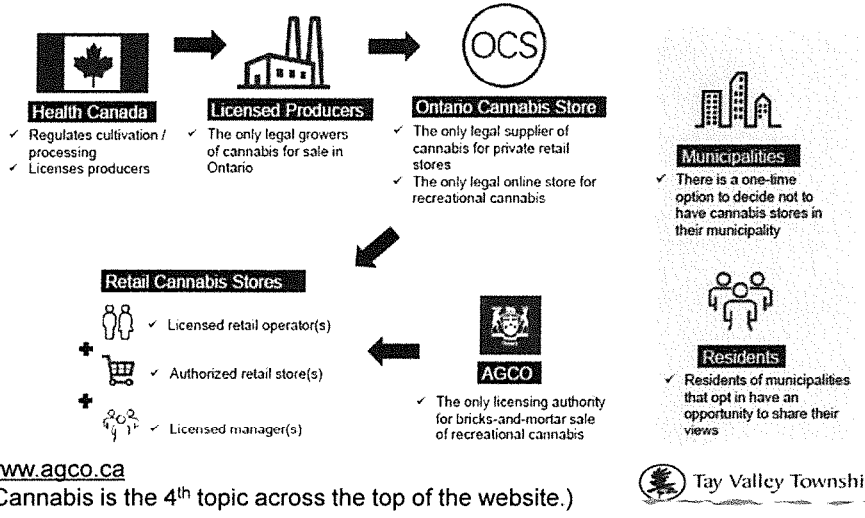 OCS
Health Canada
✓ Regulates cultivation /
processing
✓ Licenses producers
Licensed Producers
✓ The only legal growers
of cannabis for sale in
Ontario
Ontario Cannabis Store
✓ The only legal supplier of
cannabis for private retail
stores
✓ The only legal online store for
recreational cannabis
Municipalities
✓ There is a one-time
option to decide not to
have cannabis stores in
their municipality
Retail Cannabis Stores
✓ Licensed retail operator(s)
+
✓ Authorized retail store(s)
+
✓ Licensed manager(s)
AGCO
✓ The only licensing authority
for bricks-and-mortar sale
of recreational cannabis
Residents
✓ Residents of municipalities
that opt in have an
opportunity to share their
views
ww.agco.ca
Cannabis is the 4th topic across the top of the website.)
Tay Valley Townshi